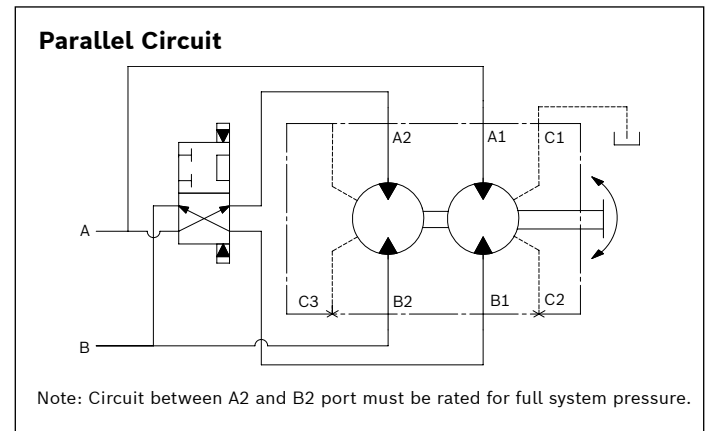 Parallel Circuit
A2
A1
C1
A
C3
B2
B1
C2
B
Note: Circuit between A2 and B2 port must be rated for full system pressure.